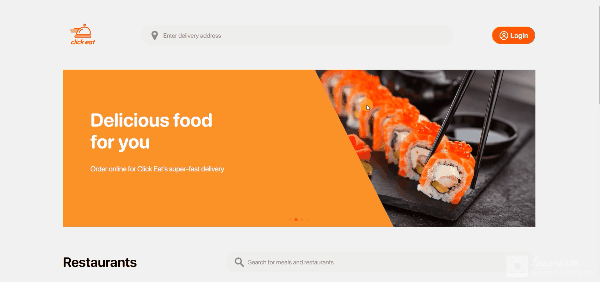 click eat
Enter delivery address
Login
Delicious food
for you
Order online for Click Eat's super-fast delivery
Restaurants
Search for meals and restaurants